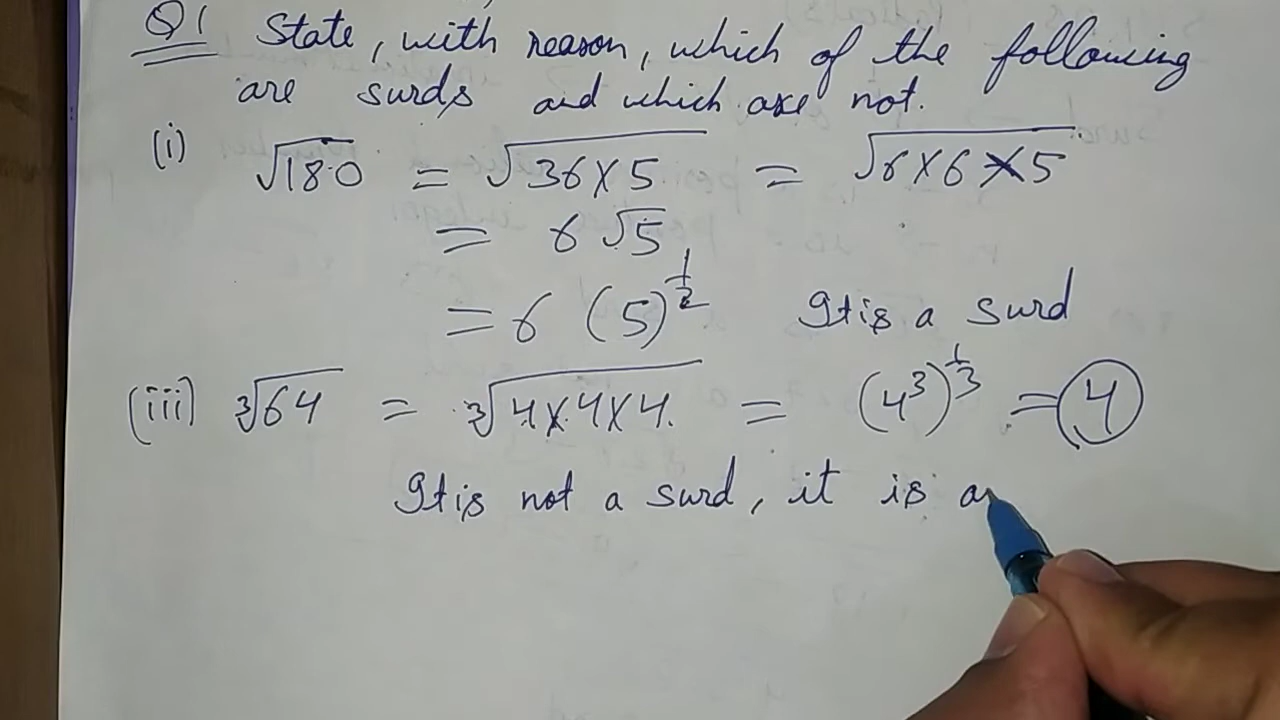 Q1 State, with reason, which of the following
are surds and which are not.
(i) √180 = √36×5 = √6×6×5
= 6√5
= 6 (5)^1/2 It is a surd
(iii) ∛64 = ∛4×4×4 = (4³)^1/3 = 4
It is not a surd, it is a